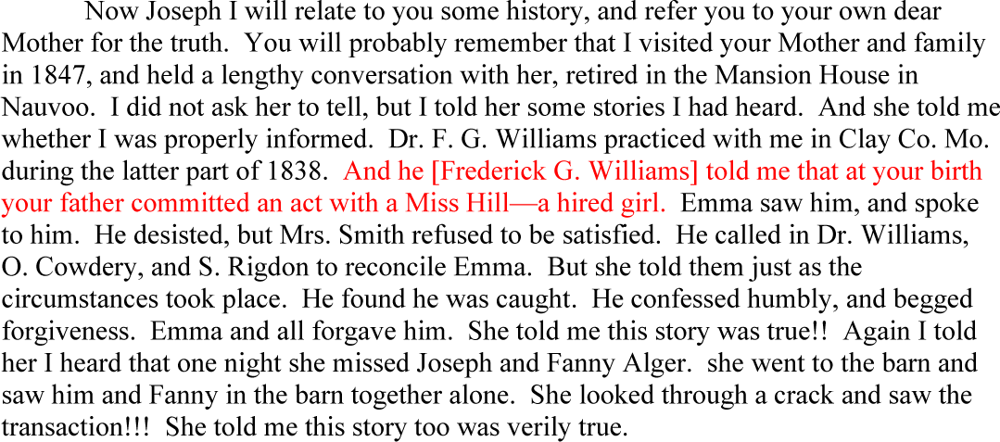 Now Joseph I will relate to you some history, and refer you to your own dear
Mother for the truth.  You will probably remember that I visited your Mother and family
in 1847, and held a lengthy conversation with her, retired in the Mansion House in
Nauvoo.  I did not ask her to tell, but I told her some stories I had heard.  And she told me
whether I was properly informed.  Dr. F. G. Williams practiced with me in Clay Co. Mo.
during the latter part of 1838.  And he [Frederick G. Williams] told me that at your birth
your father committed an act with a Miss Hill—a hired girl.  Emma saw him, and spoke
to him.  He desisted, but Mrs. Smith refused to be satisfied.  He called in Dr. Williams,
O. Cowdery, and S. Rigdon to reconcile Emma.  But she told them just as the
circumstances took place.  He found he was caught.  He confessed humbly, and begged
forgiveness.  Emma and all forgave him.  She told me this story was true!!  Again I told
her I heard that one night she missed Joseph and Fanny Alger.  she went to the barn and
saw him and Fanny in the barn together alone.  She looked through a crack and saw the
transaction!!!  She told me this story too was verily true.